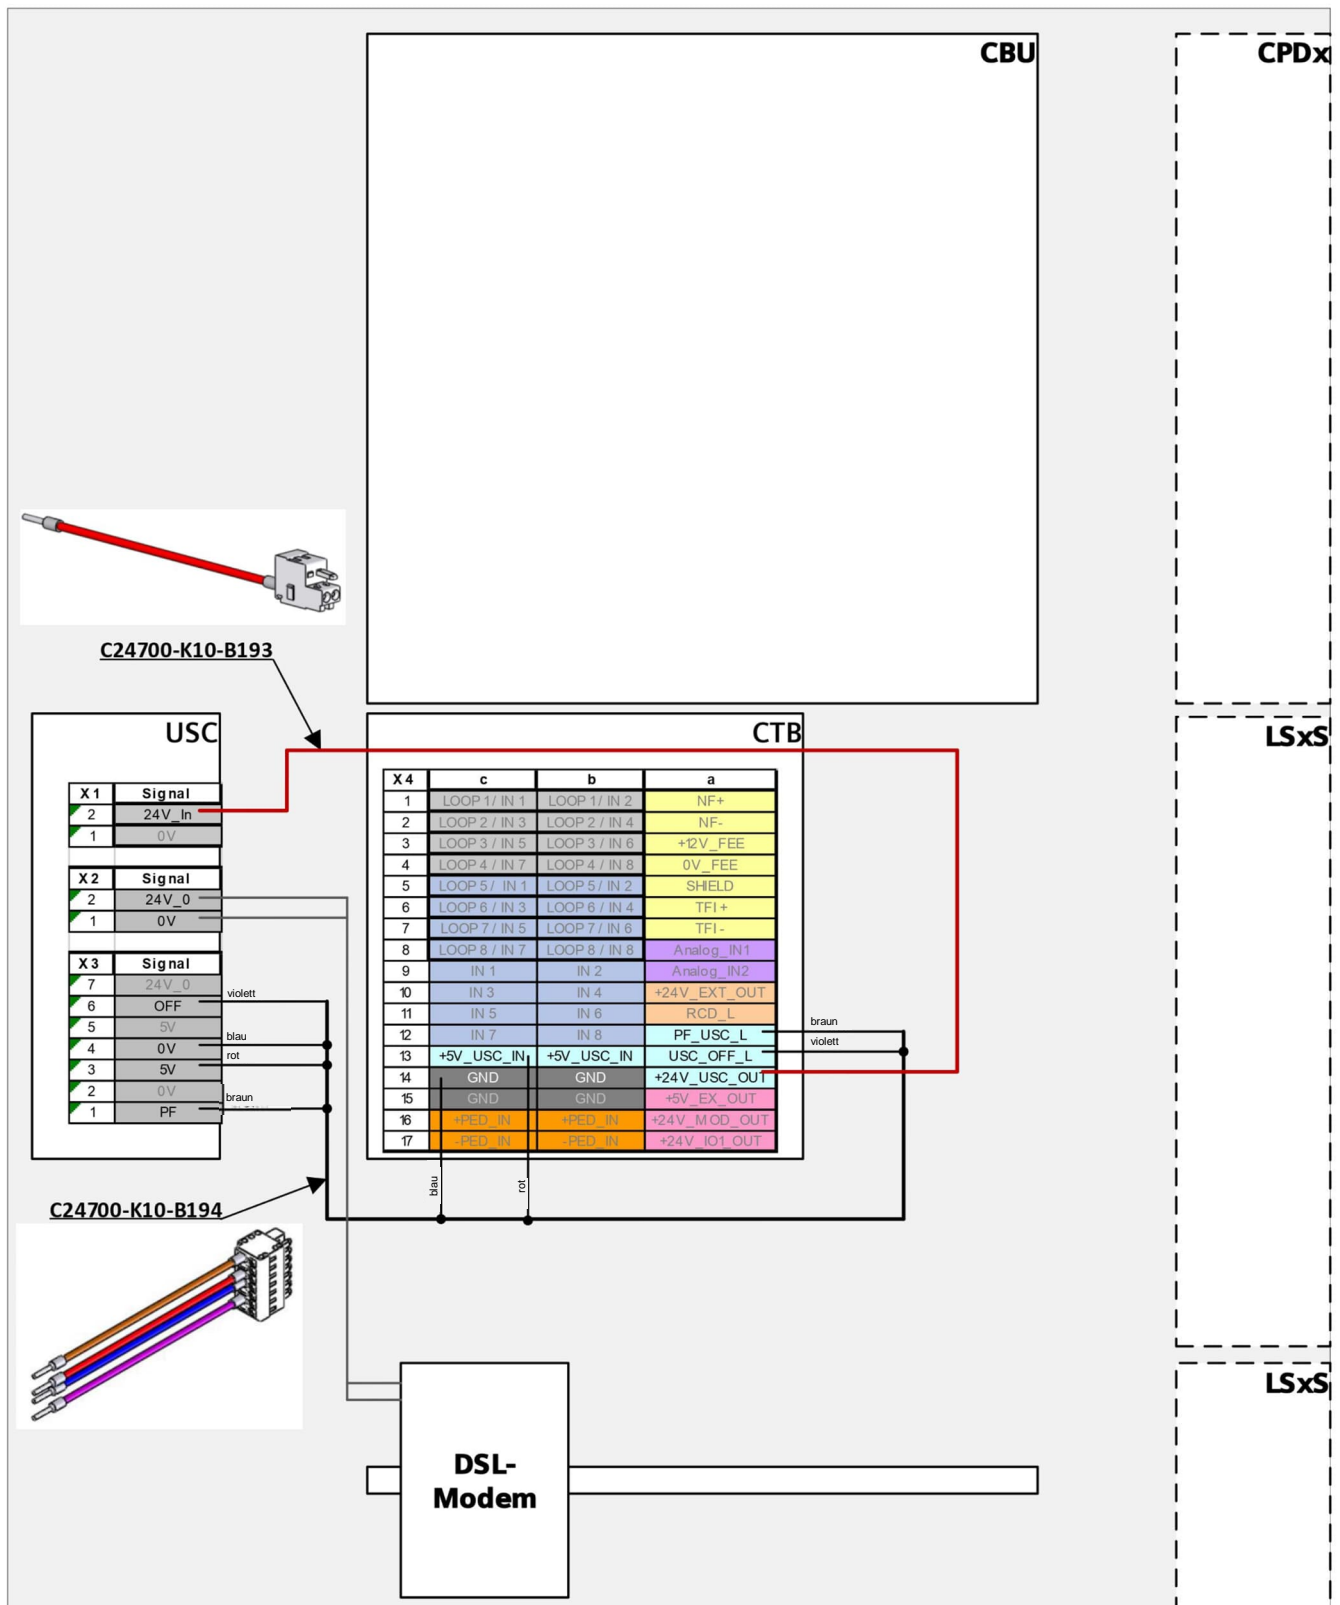 CBU
CPDx
C24700-K10-B193
USC
CTB
LSxS
X1 Signal
2 24V_In
1 0V
X2 Signal
2 24V_0
1 0V
X3 Signal
7 24V_0
6 OFF violett
5 5V
4 0V blau
3 5V rot
2 0V
1 PF braun
X4 c b a
1 LOOP 1/ IN 1 LOOP 1/ IN 2 NF+
2 LOOP 2 / IN 3 LOOP 2 / IN 4 NF-
3 LOOP 3 / IN 5 LOOP 3 / IN 6 +12V_FEE
4 LOOP 4 / IN 7 LOOP 4 / IN 8 0V_FEE
5 LOOP 5 / IN 1 LOOP 5 / IN 2 SHIELD
6 LOOP 6 / IN 3 LOOP 6 / IN 4 TFI+
7 LOOP 7 / IN 5 LOOP 7 / IN 6 TFI-
8 LOOP 8 / IN 7 LOOP 8 / IN 8 Analog_IN1
9 IN 1 IN 2 Analog_IN2
10 IN 3 IN 4 +24V_EXT_OUT
11 IN 5 IN 6 RCD_L
12 IN 7 IN 8 PF_USC_L braun
13 +5V_USC_IN +5V_USC_IN USC_OFF_L violett
14 GND GND +24V_USC_OUT
15 GND GND +5V_EX_OUT
16 +PED_IN +PED_IN +24V_MOD_OUT
17 -PED_IN -PED_IN +24V_IO1_OUT
blau
rot
C24700-K10-B194
LSxS
DSL-
Modem